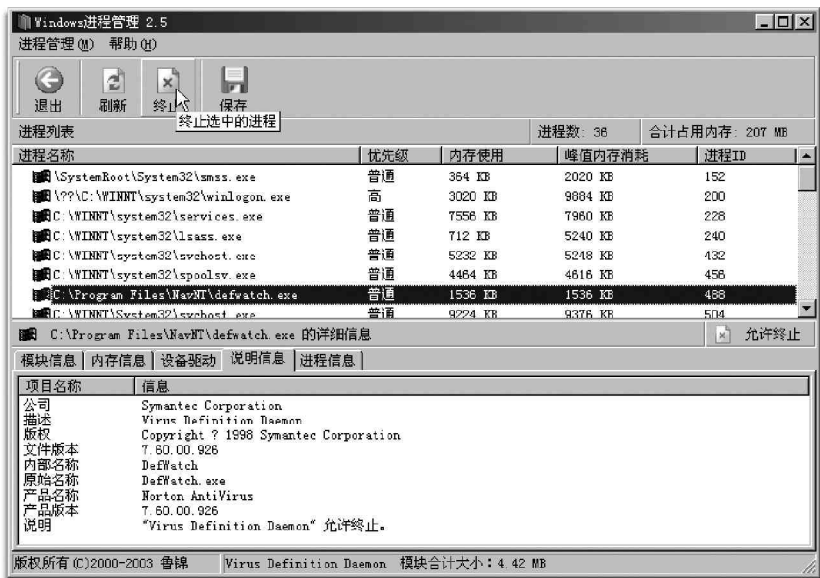 Windows进程管理 2.5
进程管理(M) 帮助(H)
退出 刷新 终止 保存
终止选中的进程
进程列表 进程数: 36 合计占用内存: 207 MB
进程名称 优先级 内存使用 峰值内存消耗 进程ID
\SystemRoot\System32\smss.exe 普通 364 KB 2020 KB 152
\??\C:\WINNT\system32\winlogon.exe 高 3020 KB 9884 KB 200
C:\WINNT\system32\services.exe 普通 7556 KB 7960 KB 228
C:\WINNT\system32\lsass.exe 普通 712 KB 5240 KB 240
C:\WINNT\system32\svchost.exe 普通 5232 KB 5248 KB 432
C:\WINNT\system32\spoolsv.exe 普通 4464 KB 4616 KB 456
C:\Program Files\NavNT\defwatch.exe 普通 1536 KB 1536 KB 488
C:\WINNT\System32\svchost.exe 普通 9224 KB 9376 KB 504
C:\Program Files\NavNT\defwatch.exe 的详细信息 允许终止
模块信息 内存信息 设备驱动 说明信息 进程信息
项目名称 信息
公司 Symantec Corporation
描述 Virus Definition Daemon
版权 Copyright ? 1998 Symantec Corporation
文件版本 7.60.00.926
内部名称 DefWatch
原始名称 DefWatch.exe
产品名称 Norton AntiVirus
产品版本 7.60.00.926
说明 "Virus Definition Daemon" 允许终止。
版权所有(C)2000-2003 鲁锦 Virus Definition Daemon 模块合计大小：4.42 MB